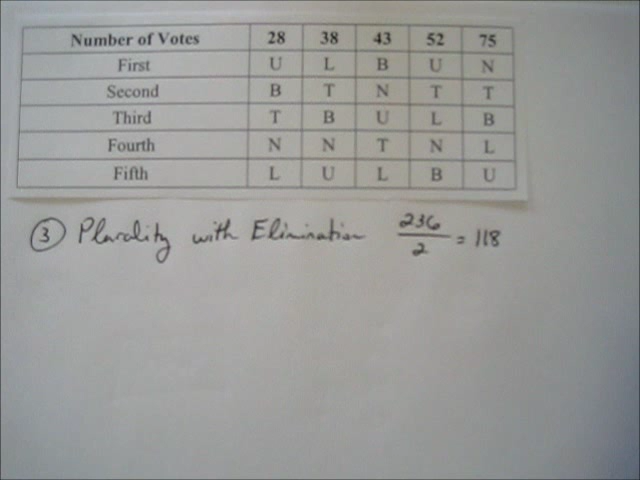 Number of Votes 28 38 43 52 75
First U L B U N
Second B T N T T
Third T B U L B
Fourth N N T N L
Fifth L U L B U
③ Plurality with Elimination 236/2 = 118